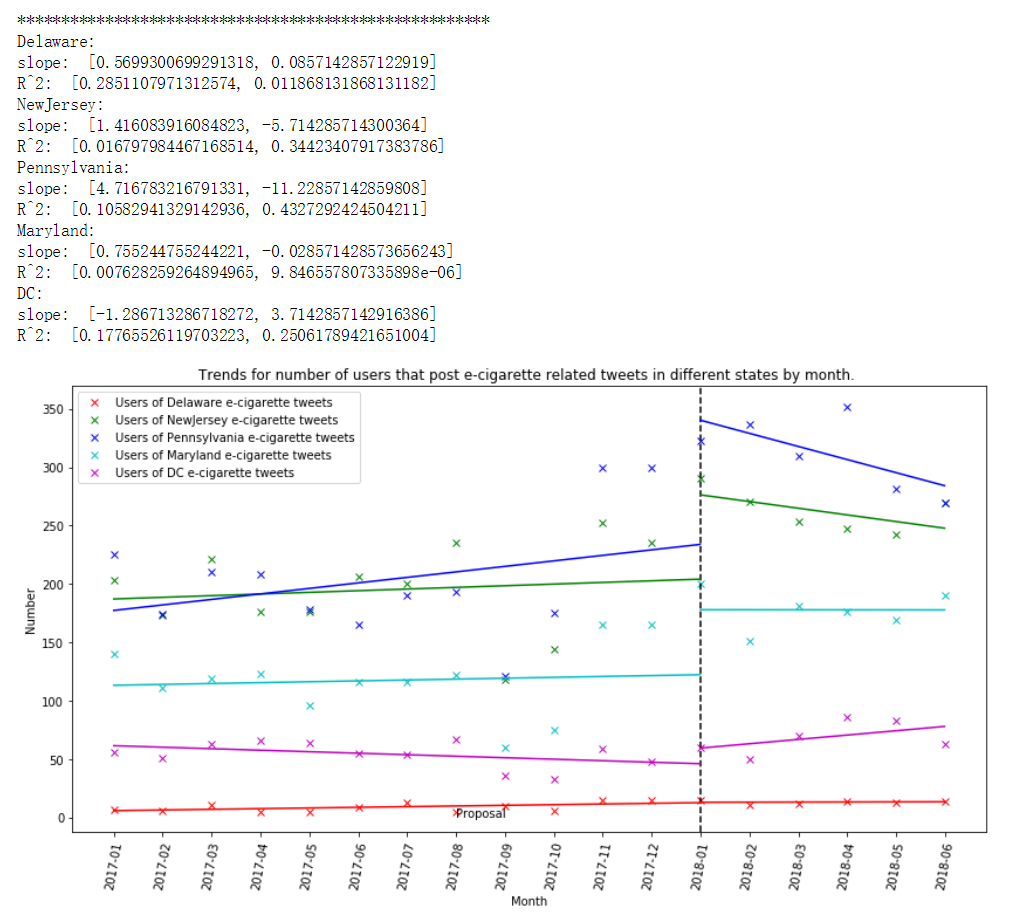 ****************************************************
Delaware:
slope:  [0.5699300699291318, 0.0857142857122919]
R^2:  [0.2851107971312574, 0.011868131868131182]
NewJersey:
slope:  [1.416083916084823, -5.714285714300364]
R^2:  [0.016797984467168514, 0.34423407917383786]
Pennsylvania:
slope:  [4.716783216791331, -11.22857142859808]
R^2:  [0.10582941329142936, 0.4327292424504211]
Maryland:
slope:  [0.755244755244221, -0.028571428573656243]
R^2:  [0.007628259264894965, 9.846557807335898e-06]
DC:
slope:  [-1.286713286718272, 3.7142857142916386]
R^2:  [0.17765526119703223, 0.25061789421651004]
Trends for number of users that post e-cigarette related tweets in different states by month.
Users of Delaware e-cigarette tweets
Users of NewJersey e-cigarette tweets
Users of Pennsylvania e-cigarette tweets
Users of Maryland e-cigarette tweets
Users of DC e-cigarette tweets
350
300
250
200
150
100
50
0
Number
Proposal
2017-01
2017-02
2017-03
2017-04
2017-05
2017-06
2017-07
2017-08
2017-09
2017-10
2017-11
2017-12
2018-01
2018-02
2018-03
2018-04
2018-05
2018-06
Month